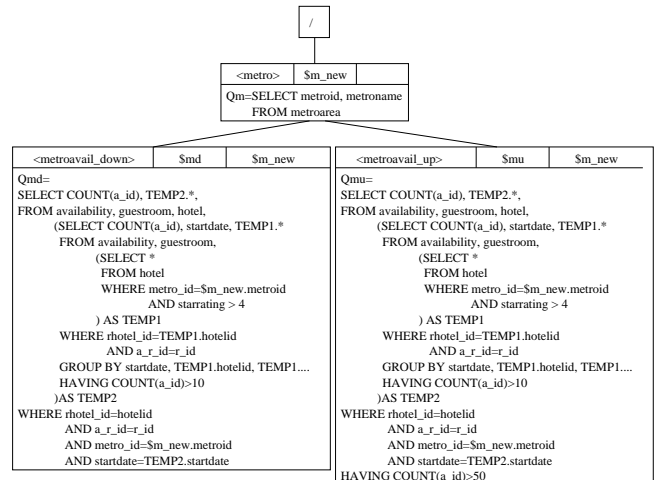 /
<metro> $m_new
Qm=SELECT metroid, metroname
FROM metroarea
<metroavail_down> $md $m_new
Qmd=
SELECT COUNT(a_id), TEMP2.*,
FROM availability, guestroom, hotel,
(SELECT COUNT(a_id), startdate, TEMP1.*
FROM availability, guestroom,
(SELECT *
FROM hotel
WHERE metro_id=$m_new.metroid
AND starrating > 4
) AS TEMP1
WHERE rhotel_id=TEMP1.hotelid
AND a_r_id=r_id
GROUP BY startdate, TEMP1.hotelid, TEMP1....
HAVING COUNT(a_id)>10
)AS TEMP2
WHERE rhotel_id=hotelid
AND a_r_id=r_id
AND metro_id=$m_new.metroid
AND startdate=TEMP2.startdate
<metroavail_up> $mu $m_new
Qmu=
SELECT COUNT(a_id), TEMP2.*,
FROM availability, guestroom, hotel,
(SELECT COUNT(a_id), startdate, TEMP1.*
FROM availability, guestroom,
(SELECT *
FROM hotel
WHERE metro_id=$m_new.metroid
AND starrating > 4
) AS TEMP1
WHERE rhotel_id=TEMP1.hotelid
AND a_r_id=r_id
GROUP BY startdate, TEMP1.hotelid, TEMP1....
HAVING COUNT(a_id)>10
)AS TEMP2
WHERE rhotel_id=hotelid
AND a_r_id=r_id
AND metro_id=$m_new.metroid
AND startdate=TEMP2.startdate
HAVING COUNT(a_id)>50